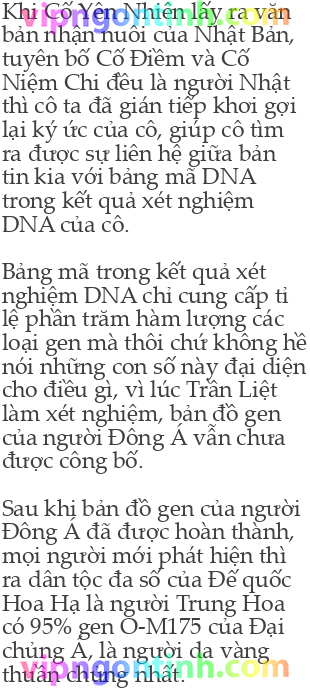 Khi Cố Yên Nhiên lấy ra văn
bản nhận nuôi của Nhật Bản,
tuyên bố Cố Điềm và Cố
Niệm Chi đều là người Nhật
thì cô ta đã gián tiếp khơi gợi
lại ký ức của cô, giúp cô tìm
ra được sự liên hệ giữa bản
tin kia với bảng mã DNA
trong kết quả xét nghiệm
DNA của cô.
Bảng mã trong kết quả xét
nghiệm DNA chỉ cung cấp tỉ
lệ phần trăm hàm lượng các
loại gen mà thôi chứ không hề
nói những con số này đại diện
cho điều gì, vì lúc Trần Liệt
làm xét nghiệm, bản đồ gen
của người Đông Á vẫn chưa
được công bố.
Sau khi bản đồ gen của người
Đông Á đã được hoàn thành,
mọi người mới phát hiện thì
ra dân tộc đa số của Đế quốc
Hoa Hạ là người Trung Hoa
có 95% gen O-M175 của Đại
chủng Á, là người da vàng
thuần chủng nhất.
vipngontinh.com
vipngontinh.com